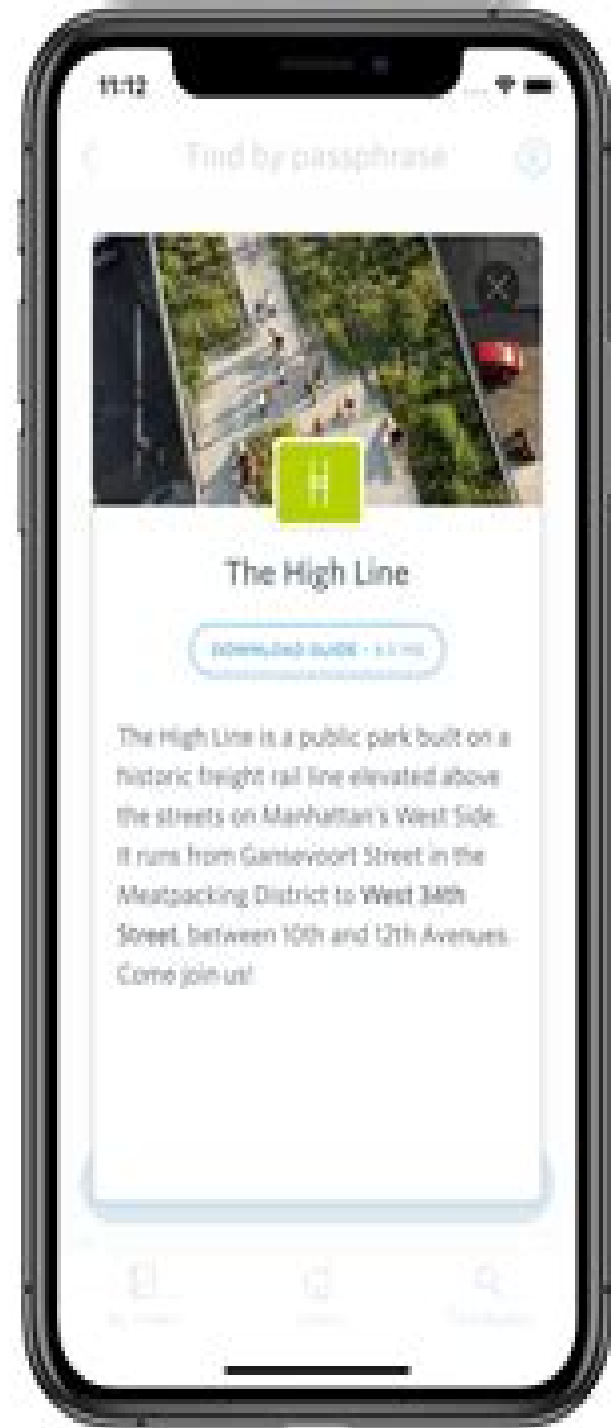 11:12
Find by passphrase
H
The High Line
DOWNLOAD GUIDE
The High Line is a public park built on a
historic freight rail line elevated above
the streets on Manhattan's West Side.
It runs from Gansevoort Street in the
Meatpacking District to West 34th
Street, between 10th and 12th Avenues.
Come join us!